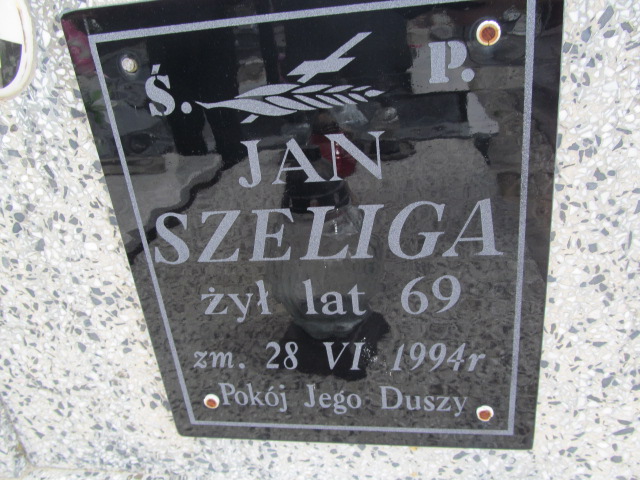 Ś. P.
JAN
SZELIGA
żył lat 69
zm. 28 VI 1994r
Pokój Jego Duszy